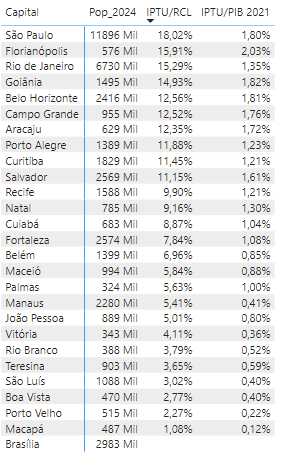 Capital Pop_2024 IPTU/RCL IPTU/PIB 2021
São Paulo 11896 Mil 18,02% 1,80%
Florianópolis 576 Mil 15,91% 2,03%
Rio de Janeiro 6730 Mil 15,29% 1,35%
Goiânia 1495 Mil 14,93% 1,82%
Belo Horizonte 2416 Mil 12,56% 1,81%
Campo Grande 955 Mil 12,52% 1,76%
Aracaju 629 Mil 12,35% 1,72%
Porto Alegre 1389 Mil 11,88% 1,23%
Curitiba 1829 Mil 11,45% 1,21%
Salvador 2569 Mil 11,15% 1,61%
Recife 1588 Mil 9,90% 1,21%
Natal 785 Mil 9,16% 1,30%
Cuiabá 683 Mil 8,87% 1,04%
Fortaleza 2574 Mil 7,84% 1,08%
Belém 1399 Mil 6,96% 0,85%
Maceió 994 Mil 5,84% 0,88%
Palmas 324 Mil 5,63% 1,00%
Manaus 2280 Mil 5,41% 0,41%
João Pessoa 889 Mil 5,01% 0,80%
Vitória 343 Mil 4,11% 0,36%
Rio Branco 388 Mil 3,79% 0,52%
Teresina 903 Mil 3,65% 0,59%
São Luís 1088 Mil 3,02% 0,40%
Boa Vista 470 Mil 2,77% 0,40%
Porto Velho 515 Mil 2,27% 0,22%
Macapá 487 Mil 1,08% 0,12%
Brasília 2983 Mil